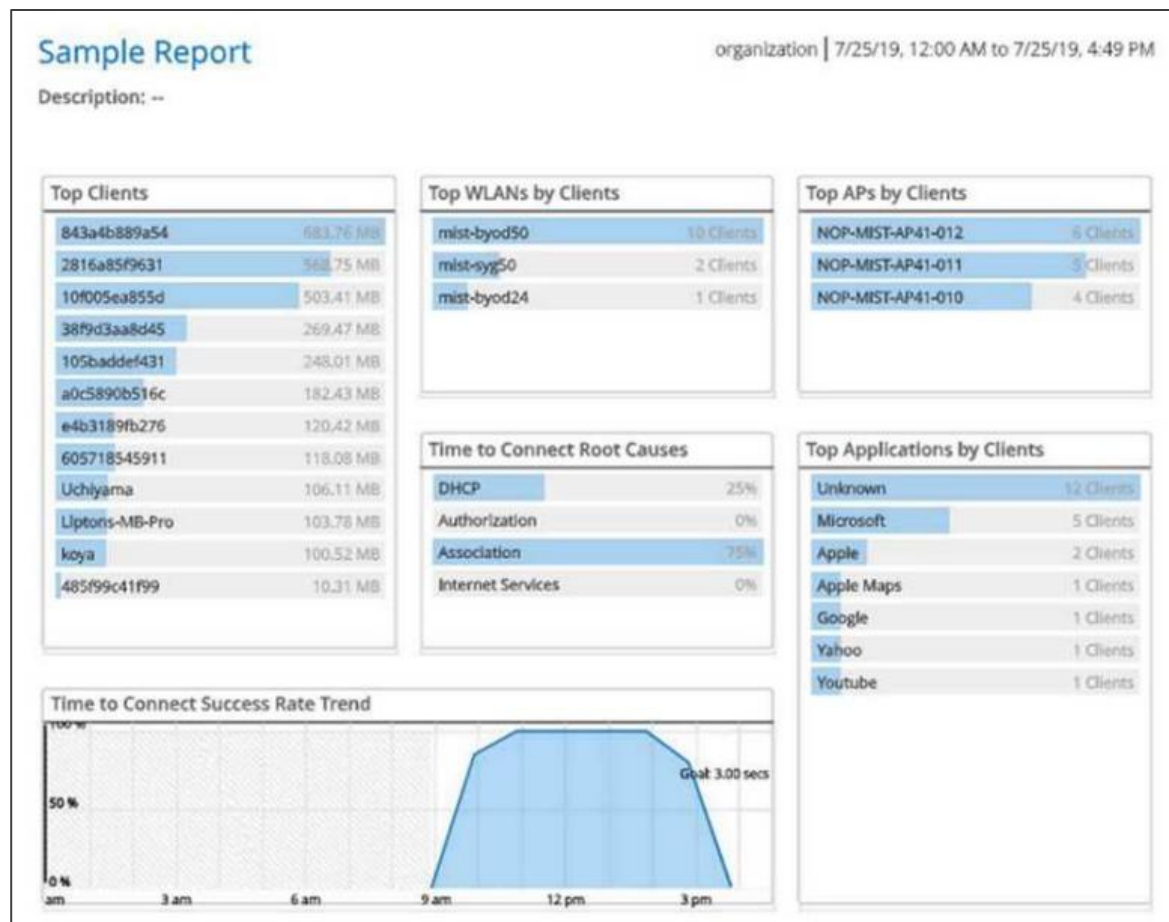 Sample Report
organization | 7/25/19, 12:00 AM to 7/25/19, 4:49 PM
Description: --
Top Clients
843a4b889a54 683.76 MB
2816a85f9631 568.75 MB
10f005ea855d 503.41 MB
38f9d3aa8d45 269.47 MB
105baddef431 248.01 MB
a0c5890b516c 182.43 MB
e4b3189fb276 120.42 MB
605718545911 118.08 MB
Uchiyama 106.11 MB
Liptons-MB-Pro 103.78 MB
koya 100.52 MB
485f99c41f99 10.31 MB
Top WLANs by Clients
mist-byod50 10 Clients
mist-syg50 2 Clients
mist-byod24 1 Clients
Top APs by Clients
NOP-MIST-AP41-012 6 Clients
NOP-MIST-AP41-011 5 Clients
NOP-MIST-AP41-010 4 Clients
Time to Connect Root Causes
DHCP 25%
Authorization 0%
Association 75%
Internet Services 0%
Top Applications by Clients
Unknown 12 Clients
Microsoft 5 Clients
Apple 2 Clients
Apple Maps 1 Clients
Google 1 Clients
Yahoo 1 Clients
Youtube 1 Clients
Time to Connect Success Rate Trend
100 %
Goal: 3.00 secs
50 %
0 %
am 3 am 6 am 9 am 12 pm 3 pm